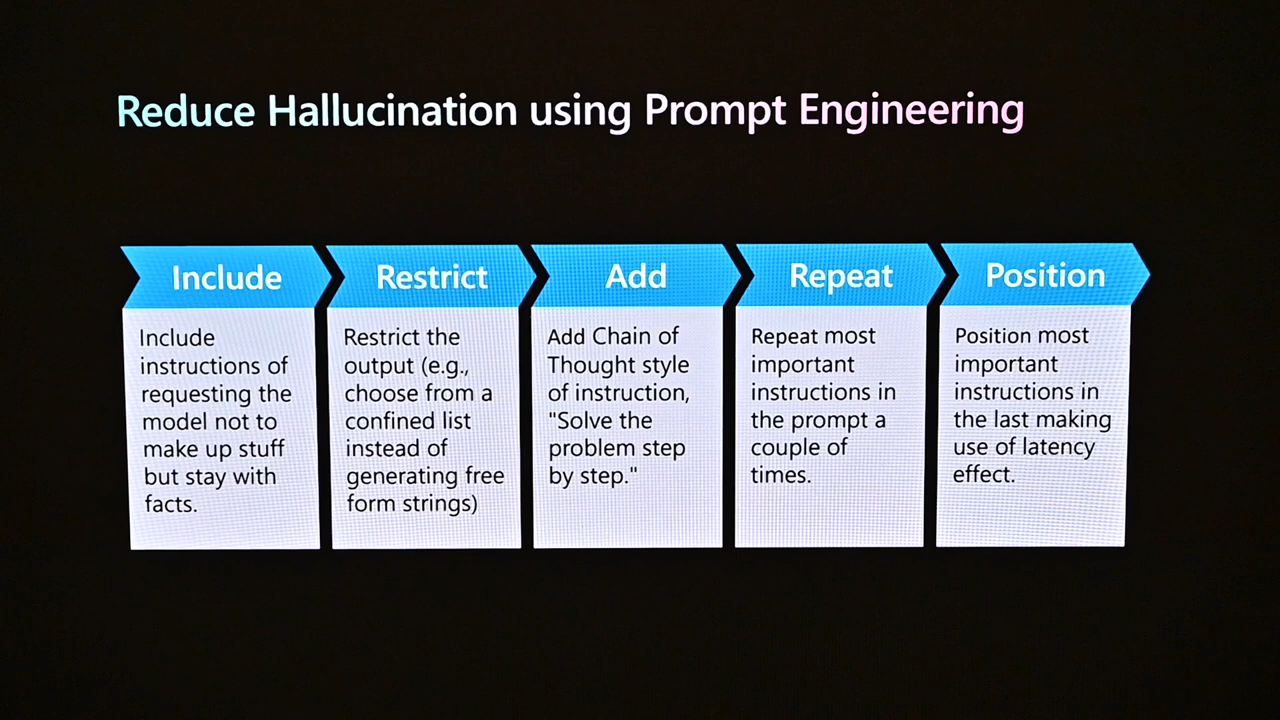 Reduce Hallucination using Prompt Engineering
Include
Include
instructions of
requesting the
model not to
make up stuff
but stay with
facts.
Restrict
Restrict the
output (e.g.,
choose from a
confined list
instead of
generating free
form strings)
Add
Add Chain of
Thought style
of instruction,
"Solve the
problem step
by step."
Repeat
Repeat most
important
instructions in
the prompt a
couple of
times.
Position
Position most
important
instructions in
the last making
use of latency
effect.